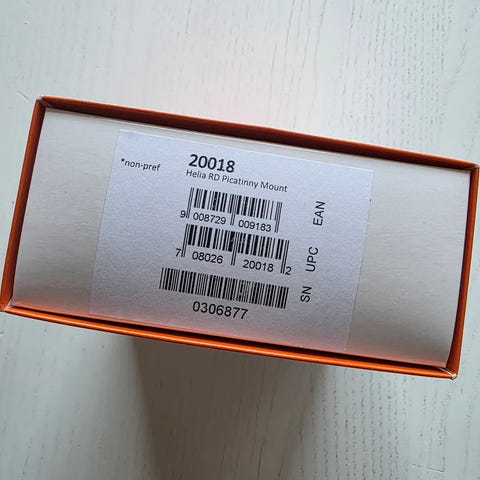 *non-pref
20018
Helia RD Picatinny Mount
9 008729 009183
EAN
7 08026 20018 2
UPC
0306877
SN